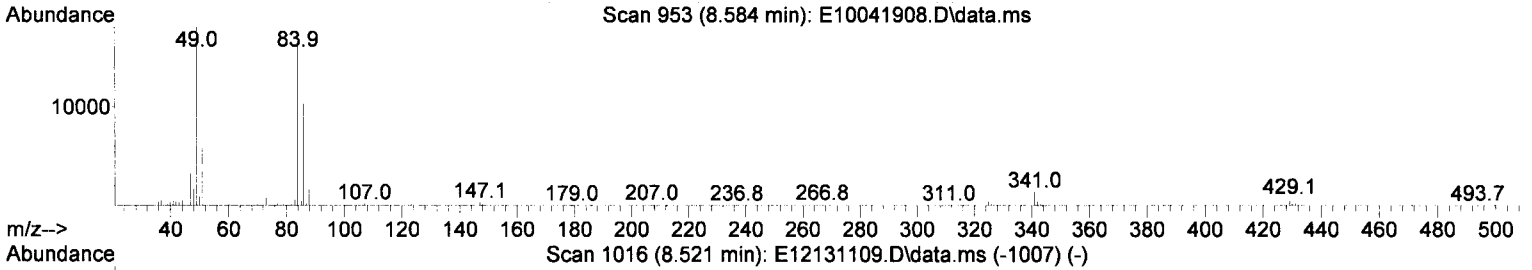 Abundance Scan 953 (8.584 min): E10041908.D\data.ms
49.0 83.9
10000
107.0 147.1 179.0 207.0 236.8 266.8 311.0 341.0 429.1 493.7
m/z--> 40 60 80 100 120 140 160 180 200 220 240 260 280 300 320 340 360 380 400 420 440 460 480 500
Abundance Scan 1016 (8.521 min): E12131109.D\data.ms (-1007) (-)